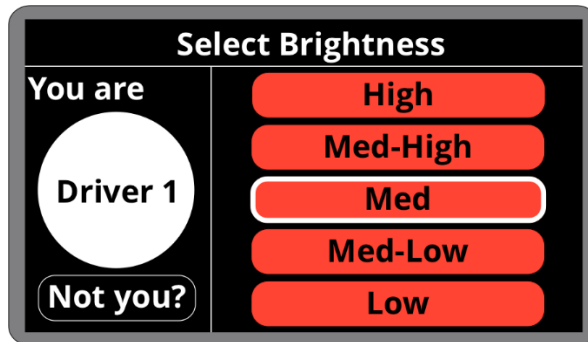 Select Brightness
You are
Driver 1
Not you?
High
Med-High
Med
Med-Low
Low